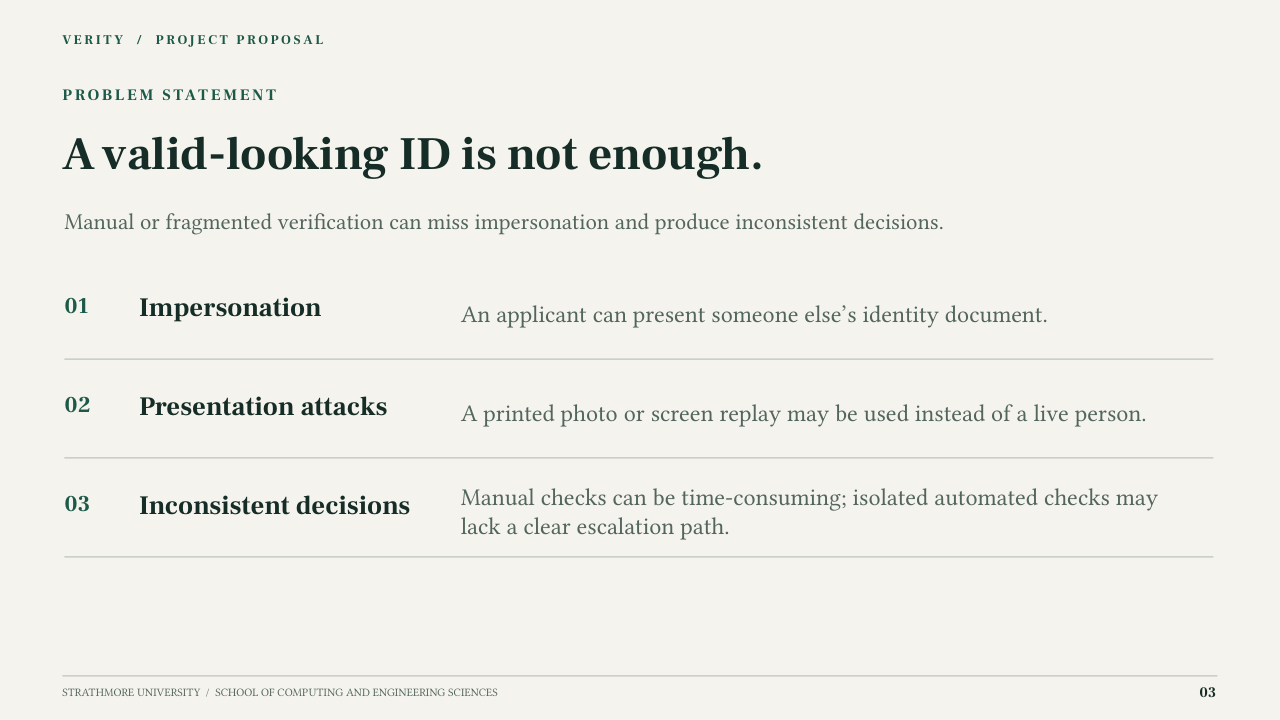 VERITY / PROJECT PROPOSAL
PROBLEM STATEMENT
A valid-looking ID is not enough.
Manual or fragmented verification can miss impersonation and produce inconsistent decisions.
01 Impersonation An applicant can present someone else’s identity document.
02 Presentation attacks A printed photo or screen replay may be used instead of a live person.
03 Inconsistent decisions Manual checks can be time-consuming; isolated automated checks may
lack a clear escalation path.
STRATHMORE UNIVERSITY / SCHOOL OF COMPUTING AND ENGINEERING SCIENCES 03